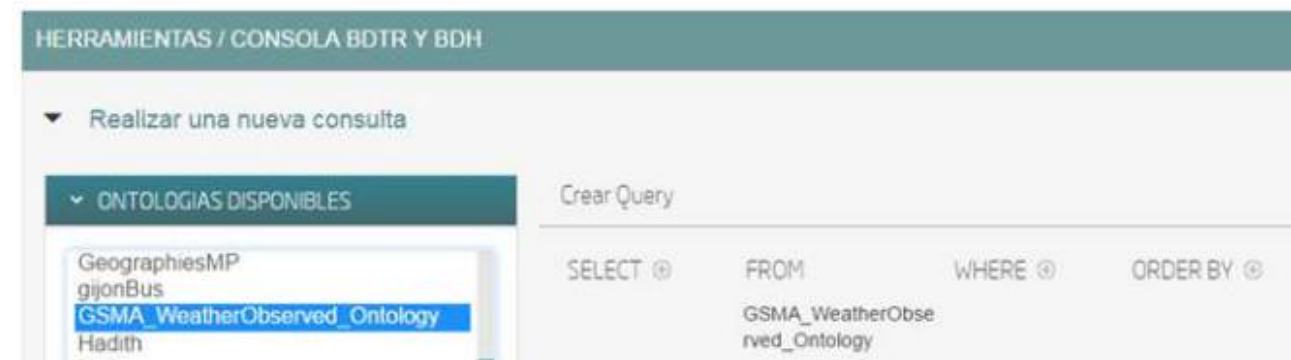 HERRAMIENTAS / CONSOLA BDTR Y BDH
Realizar una nueva consulta
ONTOLOGIAS DISPONIBLES
GeographiesMP
gijonBus
GSMA_WeatherObserved_Ontology
Hadith
Crear Query
SELECT FROM WHERE ORDER BY
GSMA_WeatherObse
rved_Ontology